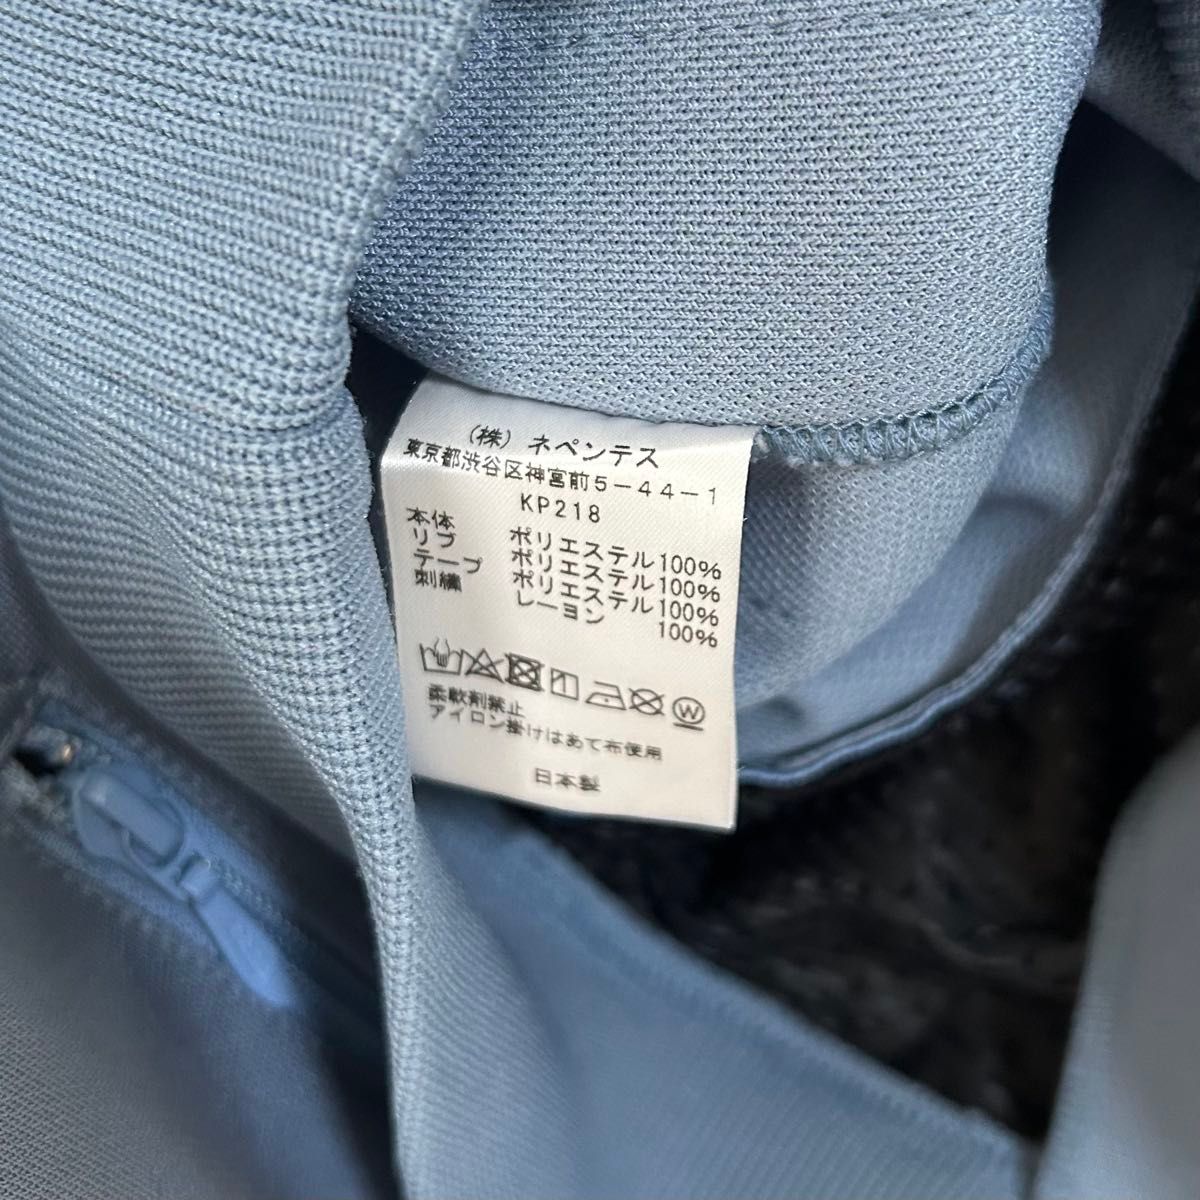 (株) ネペンテス
東京都渋谷区神宮前5-44-1
KP218
本体 ポリエステル100%
リブ ポリエステル100%
テープ ポリエステル100%
刺繍 レーヨン 100%
W
柔軟剤禁止
アイロン掛けはあて布使用
日本製